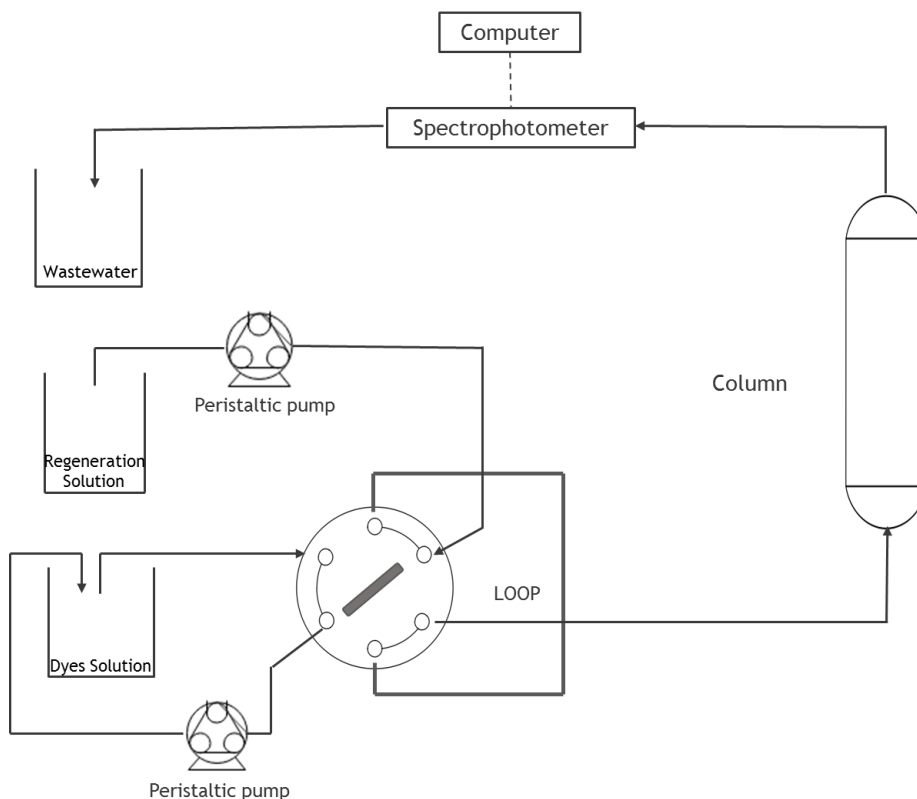 Computer
Spectrophotometer
Wastewater
Peristaltic pump
Column
Regeneration
Solution
LOOP
Dyes Solution
Peristaltic pump